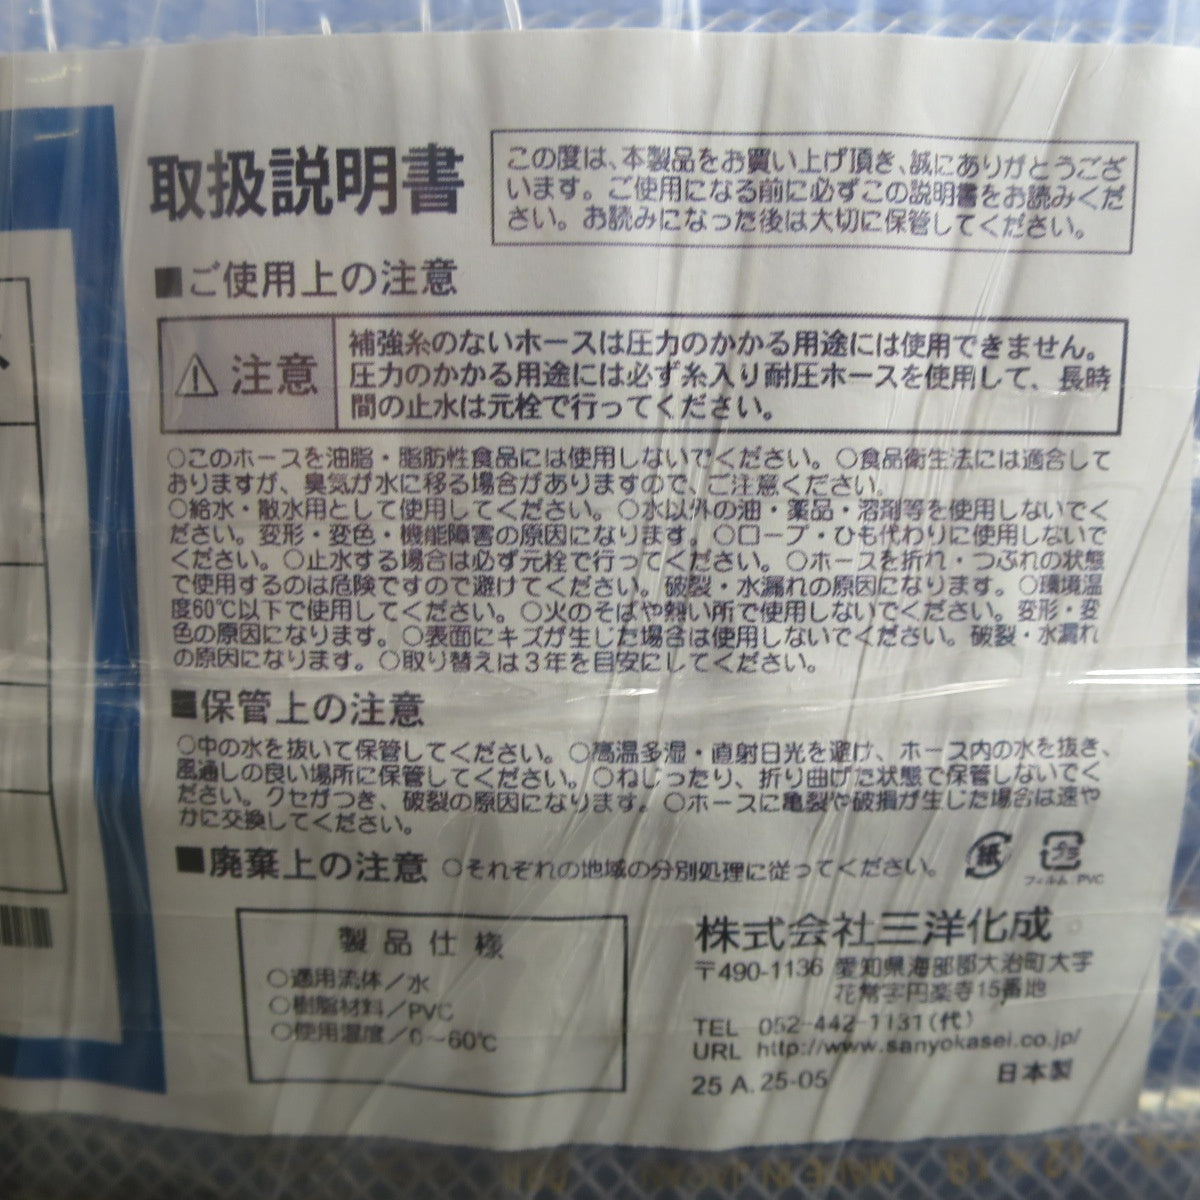 取扱説明書
この度は、本製品をお買い上げ頂き、誠にありがとうござ
います。ご使用になる前に必ずこの説明書をお読みくだ
さい。お読みになった後は大切に保管してください。
■ご使用上の注意
⚠注意
補強糸のないホースは圧力のかかる用途には使用できません。
圧力のかかる用途には必ず糸入り耐圧ホースを使用して、長時
間の止水は元栓で行ってください。
○このホースを油脂・脂肪性食品には使用しないでください。○食品衛生法には適合して
おりますが、臭気が水に移る場合がありますので、ご注意ください。
○給水・散水用として使用してください。○水以外の油・薬品・溶剤等を使用しないでく
ださい。変形・変色・機能障害の原因になります。○ロープ・ひも代わりに使用しないで
ください。○止水する場合は必ず元栓で行ってください。○ホースを折れ・つぶれの状態
で使用するのは危険ですので避けてください。破裂・水漏れの原因になります。○環境温
度60℃以下で使用してください。○火のそばや熱い所で使用しないでください。変形・変
色の原因になります。○表面にキズが生じた場合は使用しないでください。破裂・水漏れ
の原因になります。○取り替えは3年を目安にしてください。
■保管上の注意
○中の水を抜いて保管してください。○高温多湿・直射日光を避け、ホース内の水を抜き、
風通しの良い場所に保管してください。○ねじったり、折り曲げた状態で保管しないでく
ださい。クセがつき、破裂の原因になります。○ホースに亀裂や破損が生じた場合は速や
かに交換してください。
■廃棄上の注意 ○それぞれの地域の分別処理に従ってください。
紙
プラ
フィルム:PVC
製品仕様
○適用流体/水
○樹脂材料/PVC
○使用温度/0~60℃
株式会社三洋化成
〒490-1136 愛知県海部郡大治町大字
花常字円楽寺15番地
TEL 052-442-1131(代)
URL http://www.sanyokasei.co.jp/
25 A. 25-05
日本製